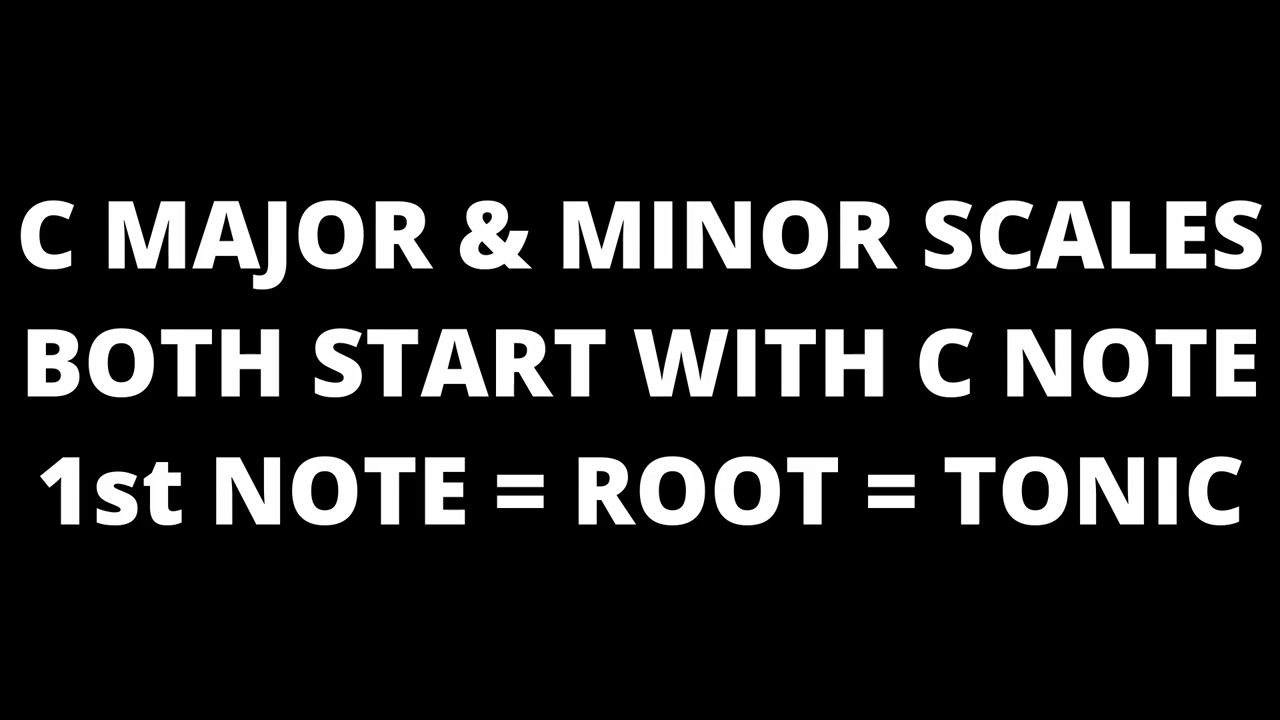 C MAJOR & MINOR SCALES
BOTH START WITH C NOTE
1st NOTE = ROOT = TONIC